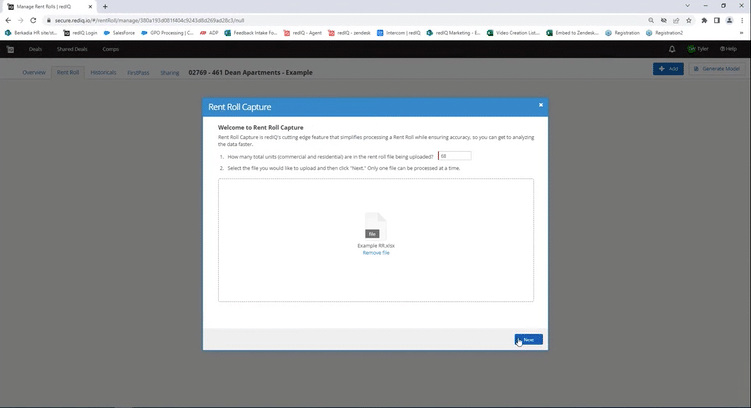 Manage Rent Rolls | redIQ
secure.rediq.io/#/rentRoll/manage/
Berkadia HR site/st... redIQ Login SalesForce GPD Processing | C... ADP Feedback Intake Fo... redIQ - Agent redIQ - zendesk Intercom | redIQ redIQ Marketing - E... Video Creation List... Embed to Zendesk... Registration Registration2
Deals Shared Deals Comps Tyler Help
Overview Rent Roll Historicals FirstPass Sharing 02769 - 461 Dean Apartments - Example Add Generate Model
Rent Roll Capture
Welcome to Rent Roll Capture
Rent Roll Capture is redIQ's cutting edge feature that simplifies processing a Rent Roll while ensuring accuracy, so you can get to analyzing
the data faster.
1. How many total units (commercial and residential) are in the rent roll file being uploaded?
2. Select the file you would like to upload and then click "Next." Only one file can be processed at a time.
file
Example RR.xlsx
Remove file
Next